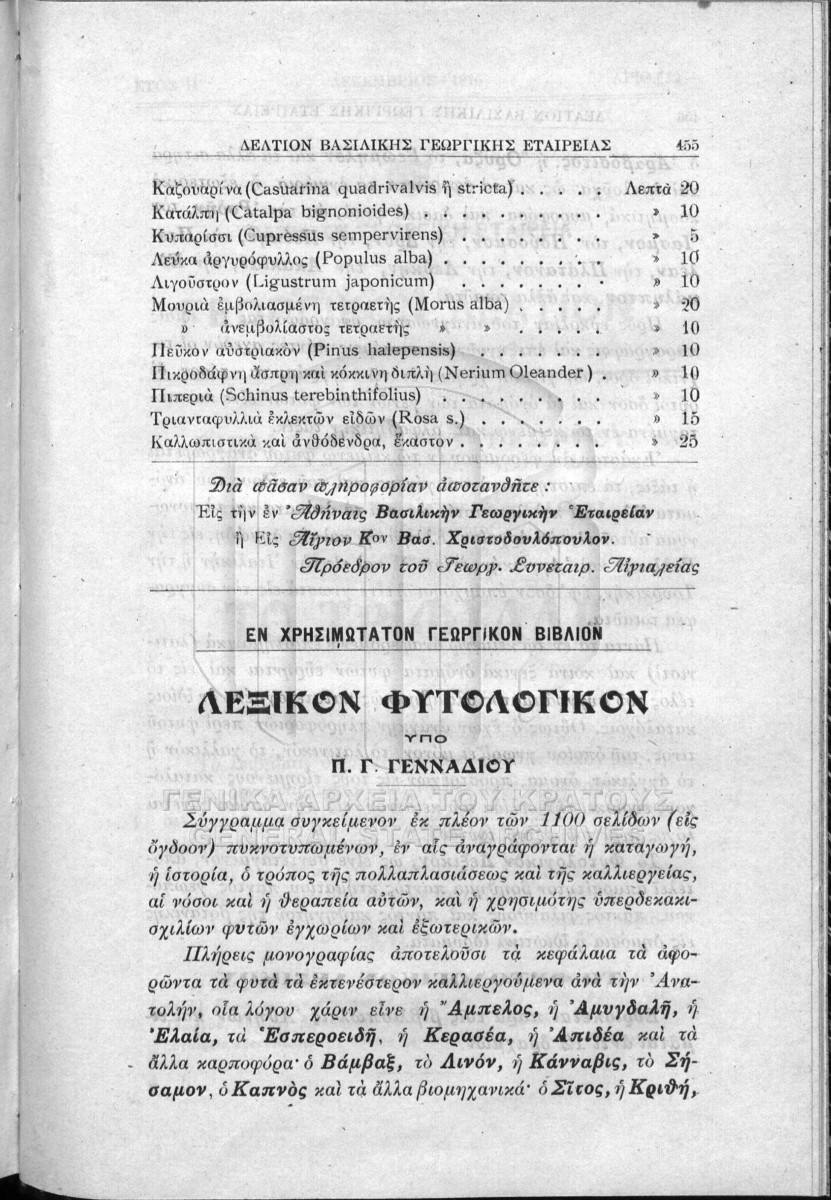 ΔΕΛΤΙΟΝ ΒΑΣΙΛΙΚΗΣ ΓΕΩΡΓΙΚΗΣ ΕΤΑΙΡΕΙΑΣ 455
Καζουαρίνα (Casuarina quadrivalvis ἢ stricta) . . . . . Λεπτὰ 20
Κατάλπη (Catalpa bignonioides) . . . . . . . . . » 10
Κυπαρίσσι (Cupressus sempervirens) . . . . . . . . » 5
Λεύκα ἀργυρόφυλλος (Populus alba) . . . . . . . . » 10
Λιγοῦστρον (Ligustrum japonicum) . . . . . . . . » 10
Μουριὰ ἐμβολιασμένη τετραετὴς (Morus alba) . . . . . » 20
» ἀνεμβολίαστος τετραετὴς » » . . . . . » 10
Πεῦκον αὐστριακὸν (Pinus halepensis) . . . . . . . » 10
Πικροδάφνη ἄσπρη καὶ κόκκινη διπλῆ (Nerium Oleander) . » 10
Πιπεριὰ (Schinus terebinthifolius) . . . . . . . . . » 10
Τριανταφυλλιὰ ἐκλεκτῶν εἰδῶν (Rosa s.) . . . . . . . » 15
Καλλωπιστικὰ καὶ ἀνθόδενδρα, ἕκαστον . . . . . . . » 25
Διὰ πᾶσαν πληροφορίαν ἀποτανθῆτε :
Εἰς τὴν ἐν Ἀθήναις Βασιλικὴν Γεωργικὴν Ἑταιρείαν
ἢ Εἰς Αἴγιον Κον Βασ. Χριστοδουλόπουλον.
Πρόεδρον τοῦ Γεωργ. Συνεταιρ. Αἰγιαλείας
ΕΝ ΧΡΗΣΙΜΩΤΑΤΟΝ ΓΕΩΡΓΙΚΟΝ ΒΙΒΛΙΟΝ
ΛΕΞΙΚΟΝ ΦΥΤΟΛΟΓΙΚΟΝ
ΥΠΟ
Π. Γ. ΓΕΝΝΑΔΙΟΥ
ΓΕΝΙΚΑ ΑΡΧΕΙΑ ΤΟΥ ΚΡΑΤΟΥΣ
GENERAL STATE ARCHIVES
Σύγγραμμα συγκείμενον ἐκ πλέον τῶν 1100 σελίδων (εἰς
ὄγδοον) πυκνοτυπωμένων, ἐν αἷς ἀναγράφονται ἡ καταγωγή,
ἡ ἱστορία, ὁ τρόπος τῆς πολλαπλασιάσεως καὶ τῆς καλλιεργείας,
αἱ νόσοι καὶ ἡ θεραπεία αὐτῶν, καὶ ἡ χρησιμότης ὑπερδεκακι-
σχιλίων φυτῶν ἐγχωρίων καὶ ἐξωτερικῶν.
Πλήρεις μονογραφίας ἀποτελοῦσι τὰ κεφάλαια τὰ ἀφο-
ρῶντα τὰ φυτὰ τὰ ἐκτενέστερον καλλιεργούμενα ἀνὰ τὴν Ἀνα-
τολήν, οἷα λόγου χάριν εἶνε ἡ Ἄμπελος, ἡ Ἀμυγδαλῆ, ἡ
Ἐλαία, τὰ Ἑσπεροειδῆ, ἡ Κερασέα, ἡ Ἀπιδέα καὶ τὰ
ἄλλα καρποφόρα· ὁ Βάμβαξ, τὸ Λινόν, ἡ Κάνναβις, τὸ Σή-
σαμον, ὁ Καπνὸς καὶ τὰ ἄλλα βιομηχανικά· ὁ Σῖτος, ἡ Κριθή,